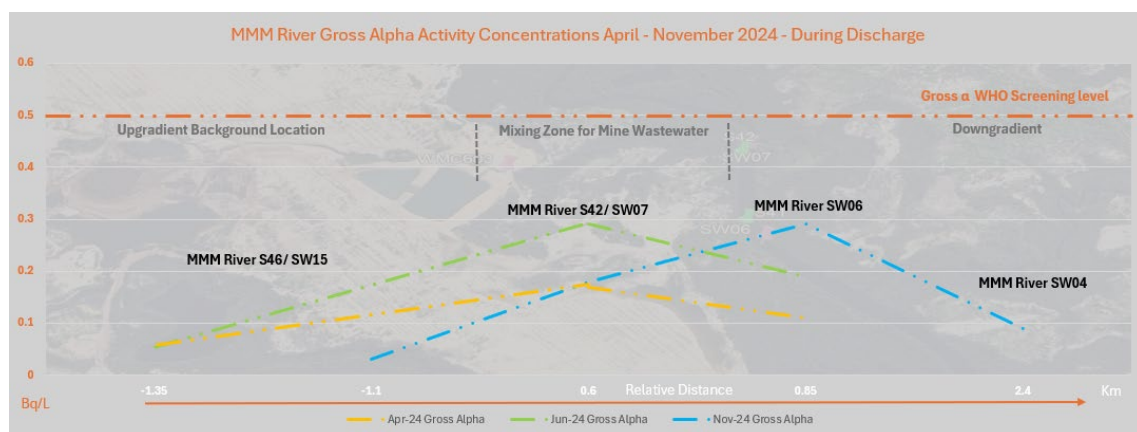 MMM River Gross Alpha Activity Concentrations April - November 2024 - During Discharge
0.6
Gross α WHO Screening level
0.5
Upgradient Background Location
Mixing Zone for Mine Wastewater
Downgradient
0.4
SW07
0.3
MMM River S42/ SW07
MMM River SW06
SW06
MMM River S46/ SW15
0.2
MMM River SW04
0.1
0
-1.35
-1.1
0.6
Relative Distance
0.85
2.4
Km
Bq/L
Apr-24 Gross Alpha
Jun-24 Gross Alpha
Nov-24 Gross Alpha